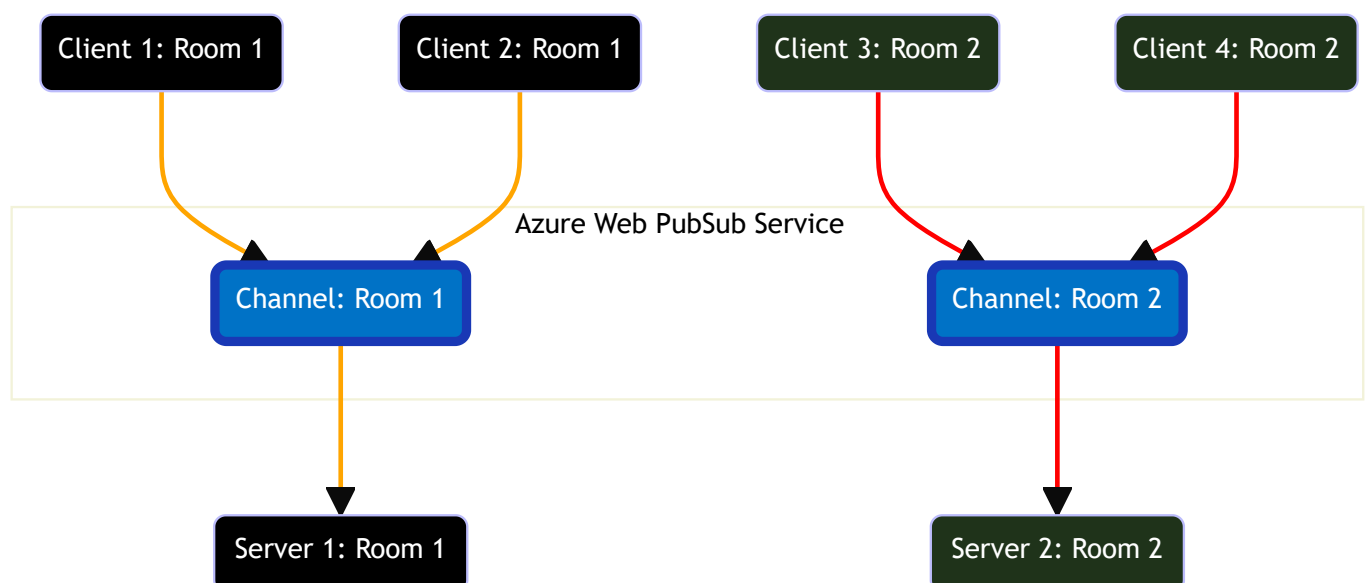 Client 1: Room 1
Client 2: Room 1
Client 3: Room 2
Client 4: Room 2
Azure Web PubSub Service
Channel: Room 1
Channel: Room 2
Server 1: Room 1
Server 2: Room 2